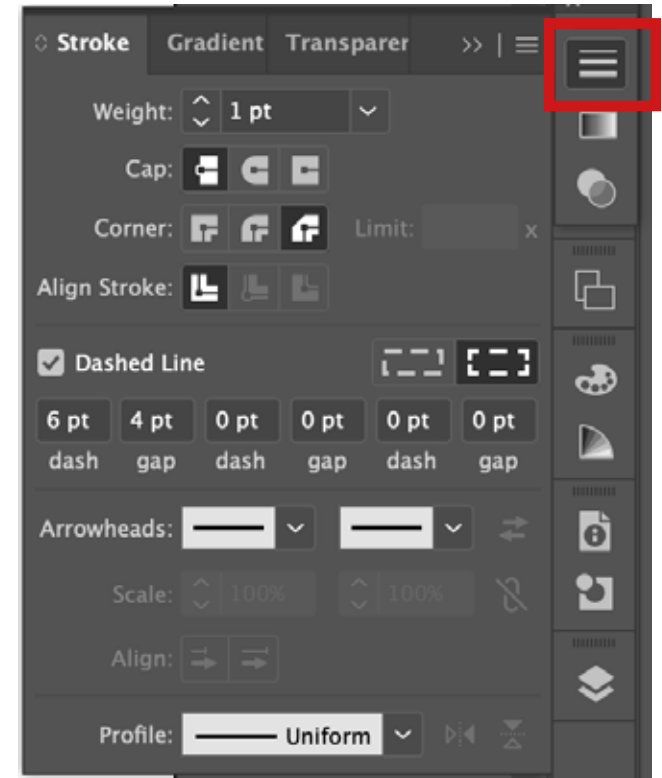 Stroke Gradient Transparer >> | ≡
Weight: 1 pt
Cap:
Corner: Limit: x
Align Stroke:
Dashed Line
6 pt 4 pt 0 pt 0 pt 0 pt 0 pt
dash gap dash gap dash gap
Arrowheads:
Scale: 100% 100%
Align:
Profile: Uniform